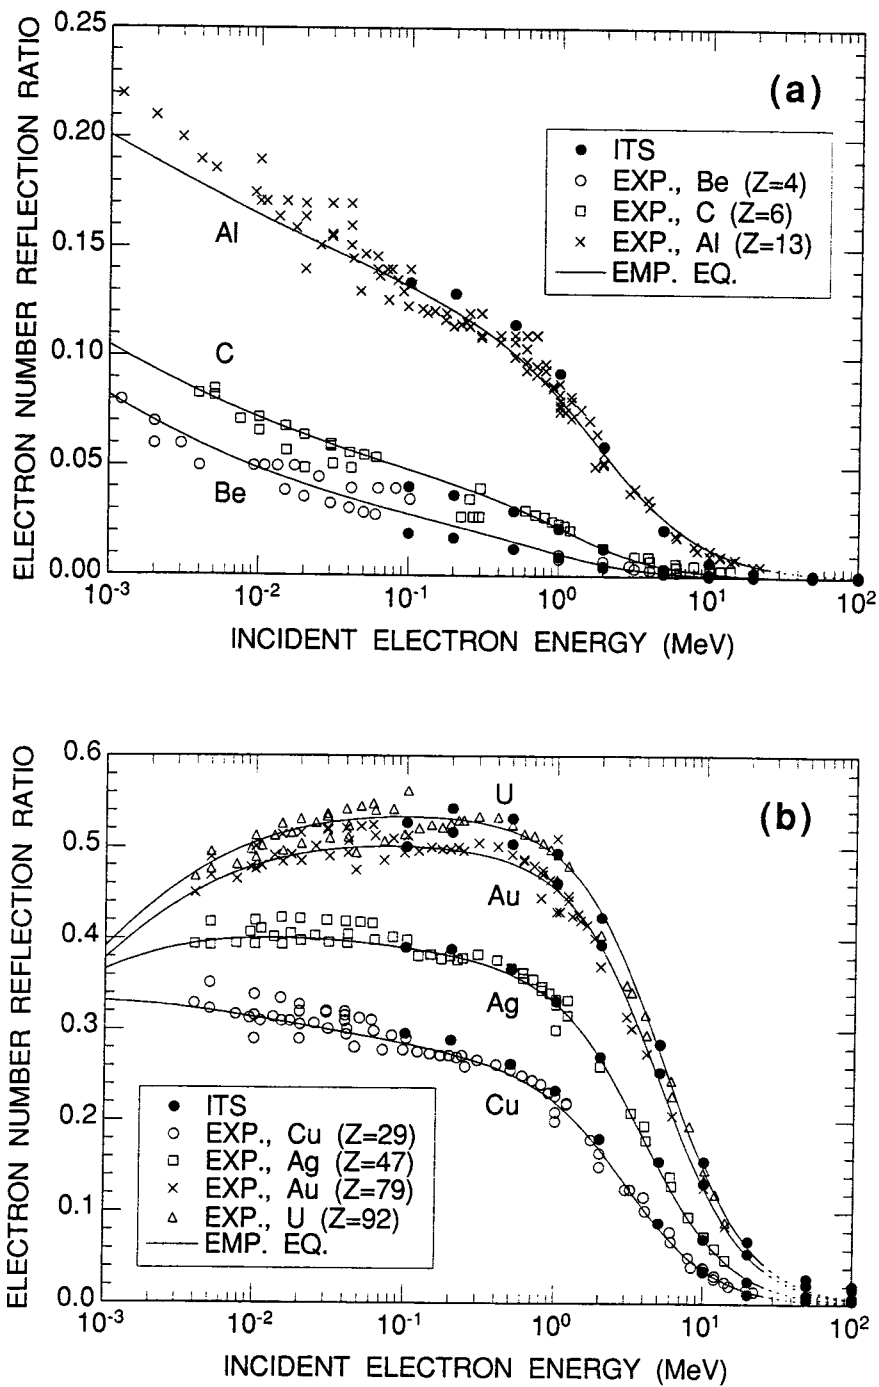 0.25
0.20
0.15
0.10
0.05
0.00
ELECTRON NUMBER REFLECTION RATIO
(a)
● ITS
○ EXP., Be (Z=4)
□ EXP., C (Z=6)
× EXP., Al (Z=13)
— EMP. EQ.
Al
C
Be
10⁻³ 10⁻² 10⁻¹ 10⁰ 10¹ 10²
INCIDENT ELECTRON ENERGY (MeV)
0.6
0.5
0.4
0.3
0.2
0.1
0.0
ELECTRON NUMBER REFLECTION RATIO
(b)
U
Au
Ag
Cu
● ITS
○ EXP., Cu (Z=29)
□ EXP., Ag (Z=47)
× EXP., Au (Z=79)
△ EXP., U (Z=92)
— EMP. EQ.
10⁻³ 10⁻² 10⁻¹ 10⁰ 10¹ 10²
INCIDENT ELECTRON ENERGY (MeV)